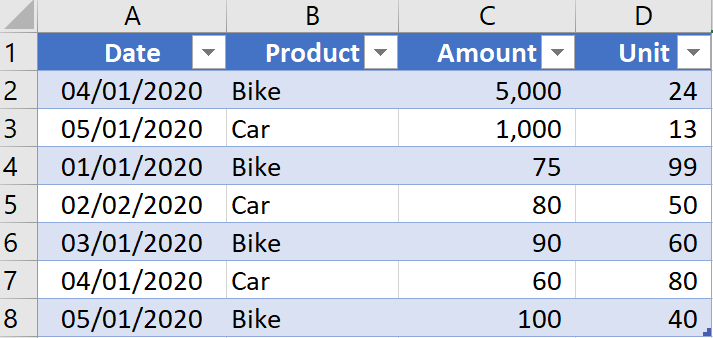 A B C D
1 Date Product Amount Unit
2 04/01/2020 Bike 5,000 24
3 05/01/2020 Car 1,000 13
4 01/01/2020 Bike 75 99
5 02/02/2020 Car 80 50
6 03/01/2020 Bike 90 60
7 04/01/2020 Car 60 80
8 05/01/2020 Bike 100 40